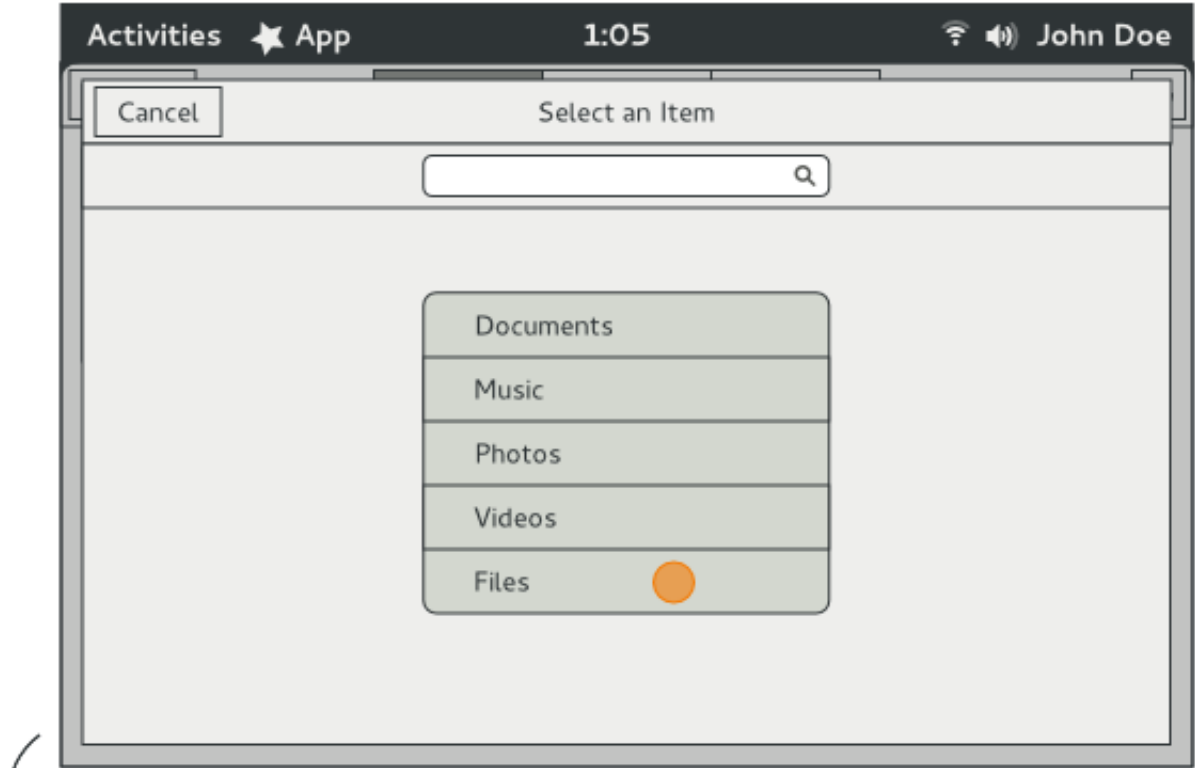 Activities App 1:05 John Doe
Cancel Select an Item
Documents
Music
Photos
Videos
Files